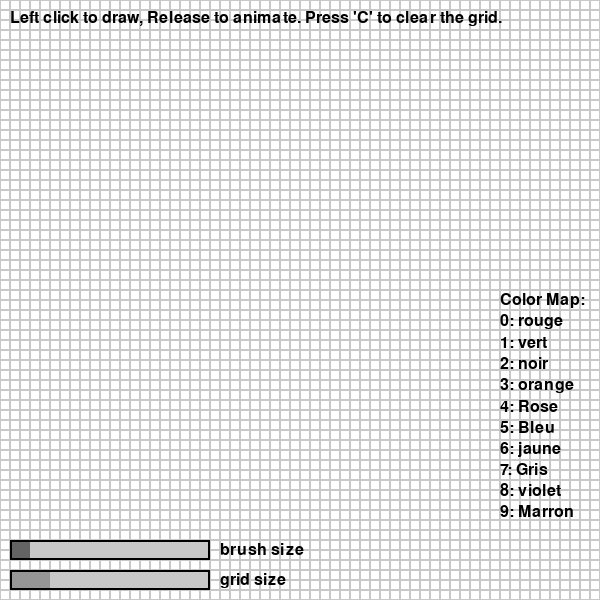 Left click to draw, Release to animate. Press 'C' to clear the grid.
Color Map:
0: rouge
1: vert
2: noir
3: orange
4: Rose
5: Bleu
6: jaune
7: Gris
8: violet
9: Marron
brush size
grid size